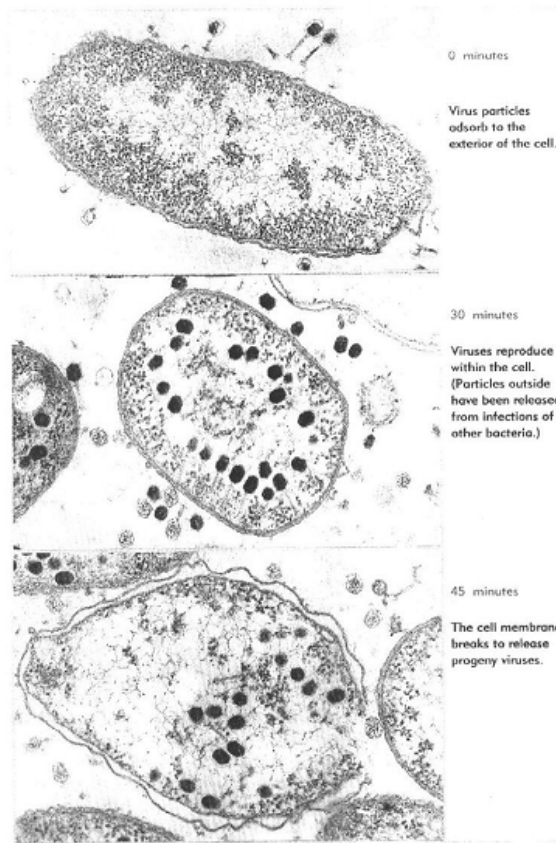 0 minutes
Virus particles
adsorb to the
exterior of the cell.
30 minutes
Viruses reproduce
within the cell.
(Particles outside
have been released
from infections of
other bacteria.)
45 minutes
The cell membrane
breaks to release
progeny viruses.